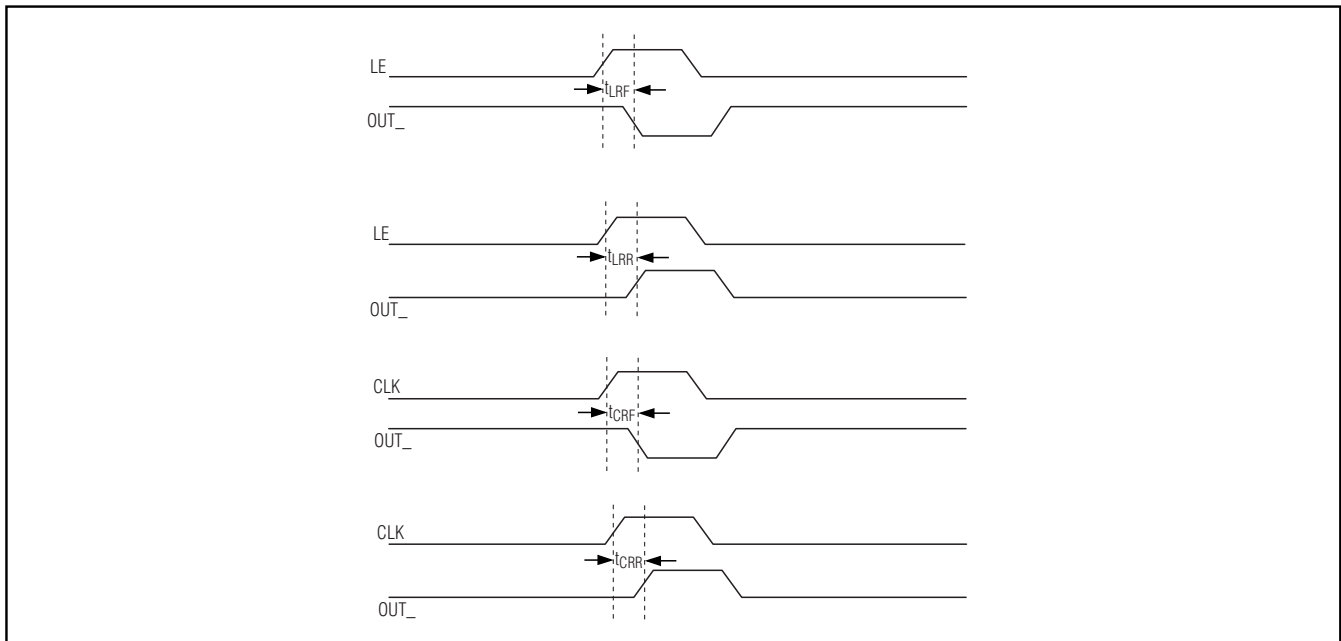 LE
tLRF
OUT_
LE
tLRR
OUT_
CLK
tCRF
OUT_
CLK
tCRR
OUT_